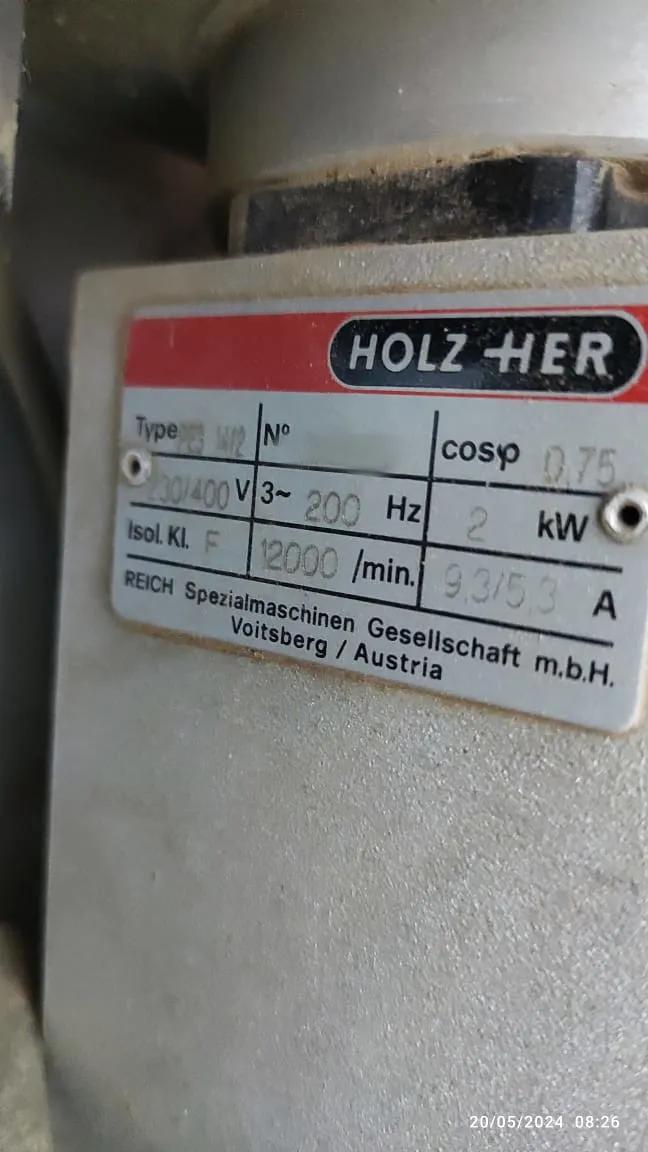 HOLZ-HER
Type Nº cosφ 0,75
230/400 V 3~ 200 Hz 2 kW
Isol. Kl. F 12000 /min. 9,3/5,3 A
REICH Spezialmaschinen Gesellschaft m.b.H.
Voitsberg / Austria
20/05/2024 08:26